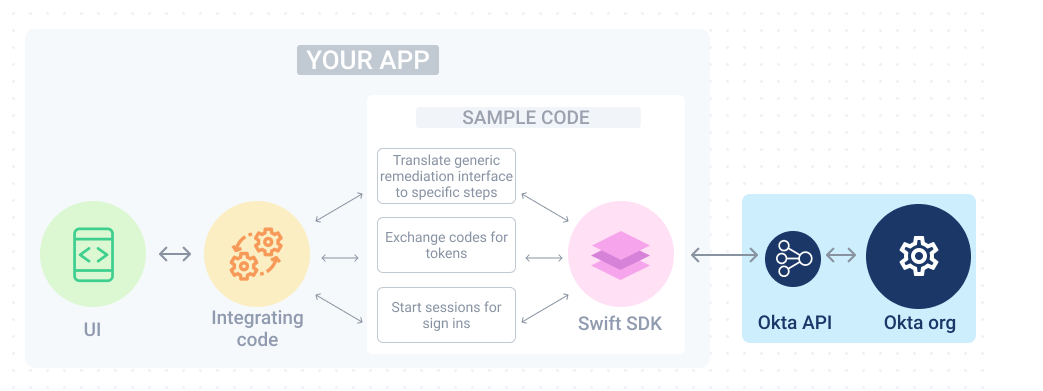 YOUR APP
SAMPLE CODE
Translate generic
remediation interface
to specific steps
Exchange codes for
tokens
Start sessions for
sign ins
UI
Integrating
code
Swift SDK
Okta API
Okta org